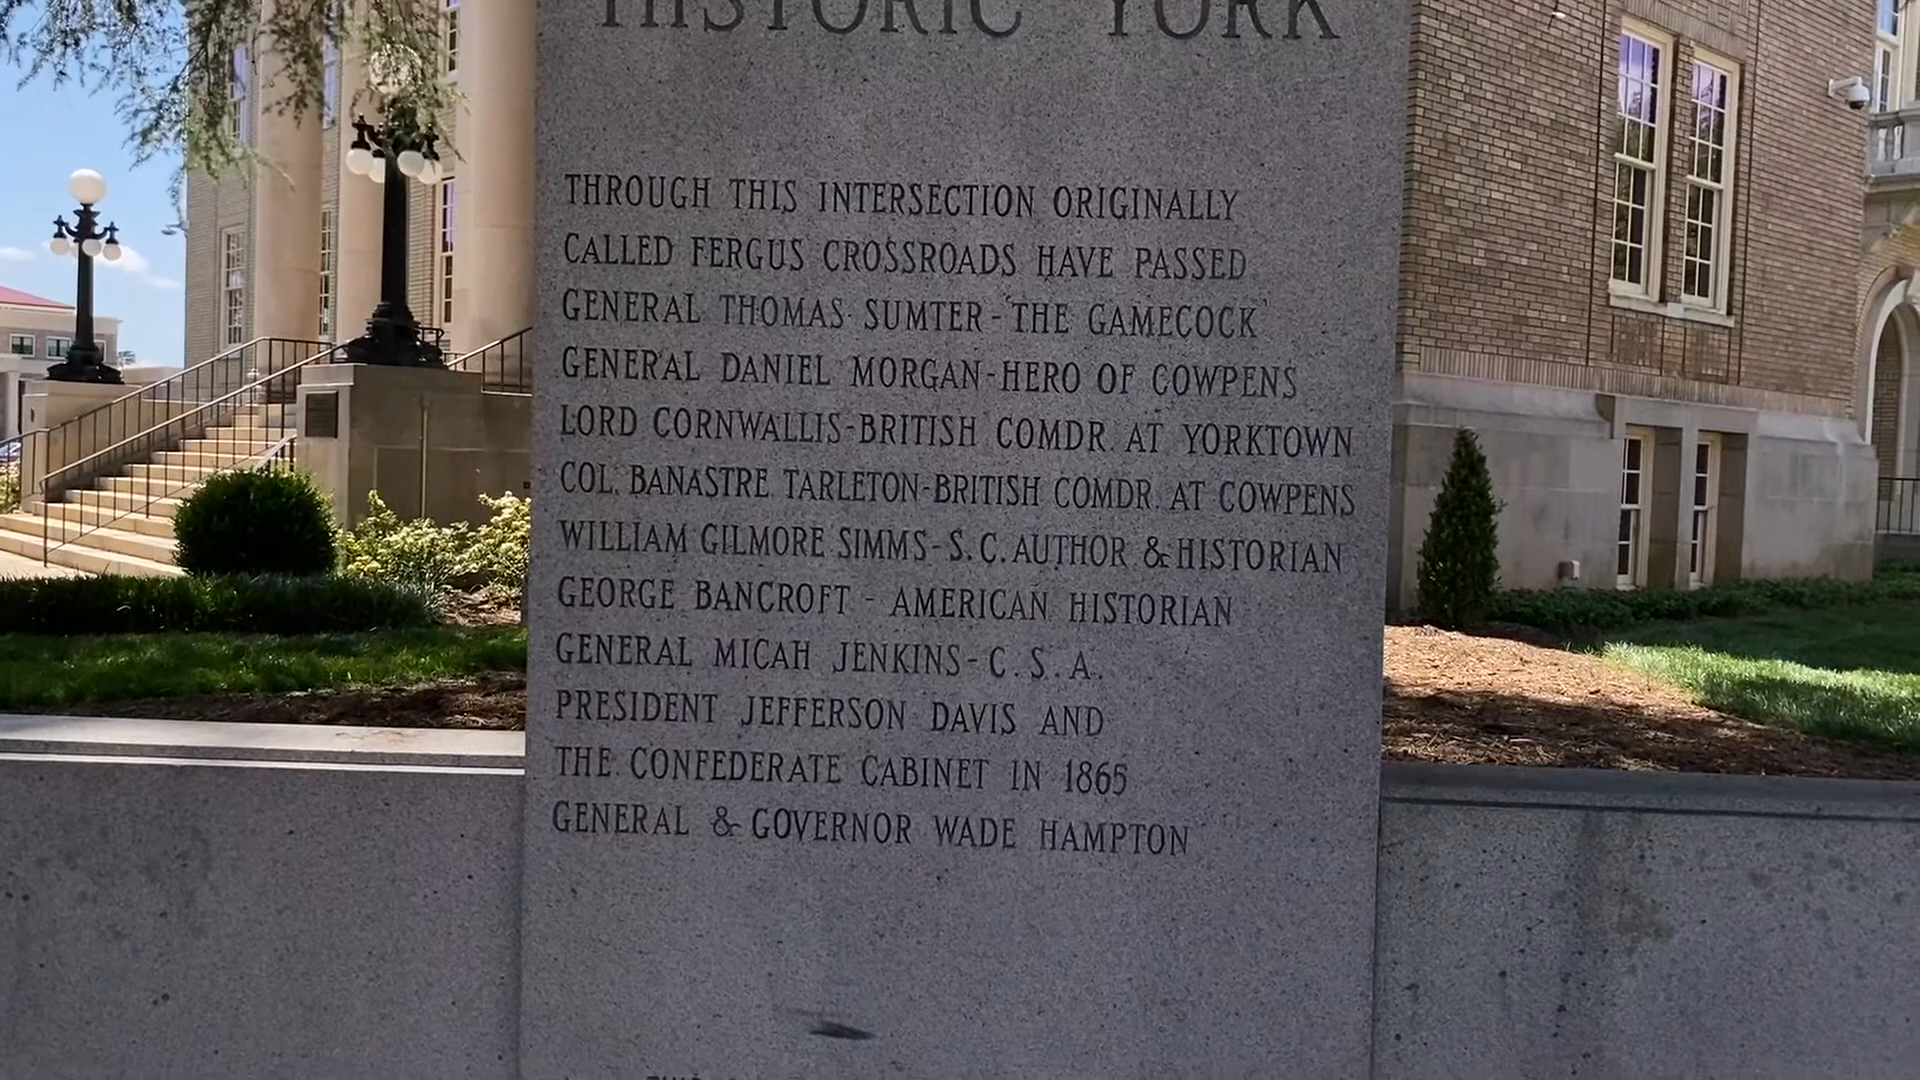 HISTORIC YORK
THROUGH THIS INTERSECTION ORIGINALLY
CALLED FERGUS CROSSROADS HAVE PASSED
GENERAL THOMAS SUMTER-'THE GAMECOCK'
GENERAL DANIEL MORGAN-HERO OF COWPENS
LORD CORNWALLIS-BRITISH COMDR. AT YORKTOWN
COL. BANASTRE TARLETON-BRITISH COMDR. AT COWPENS
WILLIAM GILMORE SIMMS-S.C. AUTHOR & HISTORIAN
GEORGE BANCROFT - AMERICAN HISTORIAN
GENERAL MICAH JENKINS-C.S.A.
PRESIDENT JEFFERSON DAVIS AND
THE CONFEDERATE CABINET IN 1865
GENERAL & GOVERNOR WADE HAMPTON